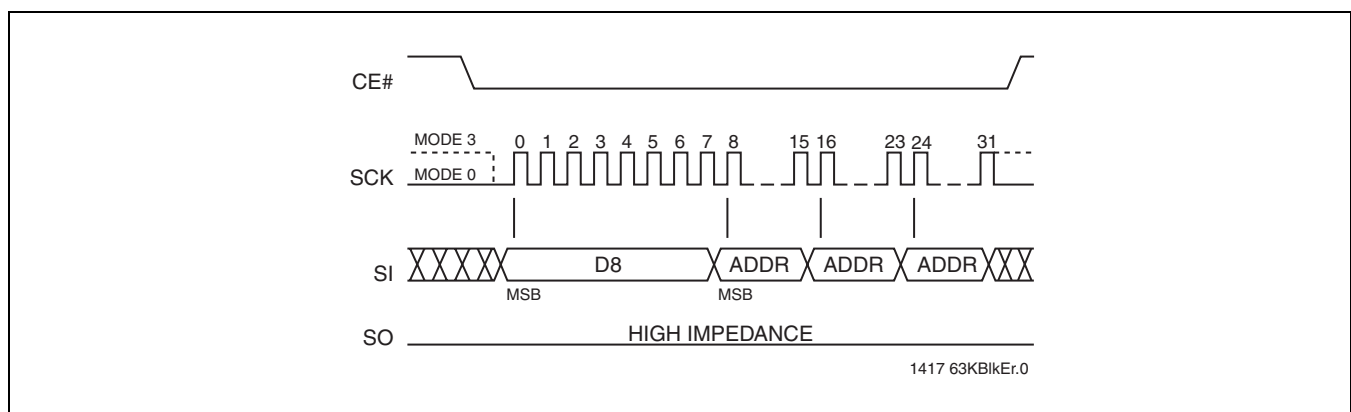 CE#
MODE 3
0 1 2 3 4 5 6 7 8 15 16 23 24 31
SCK MODE 0
SI D8 ADDR ADDR ADDR
MSB MSB
SO HIGH IMPEDANCE
1417 63KBlkEr.0